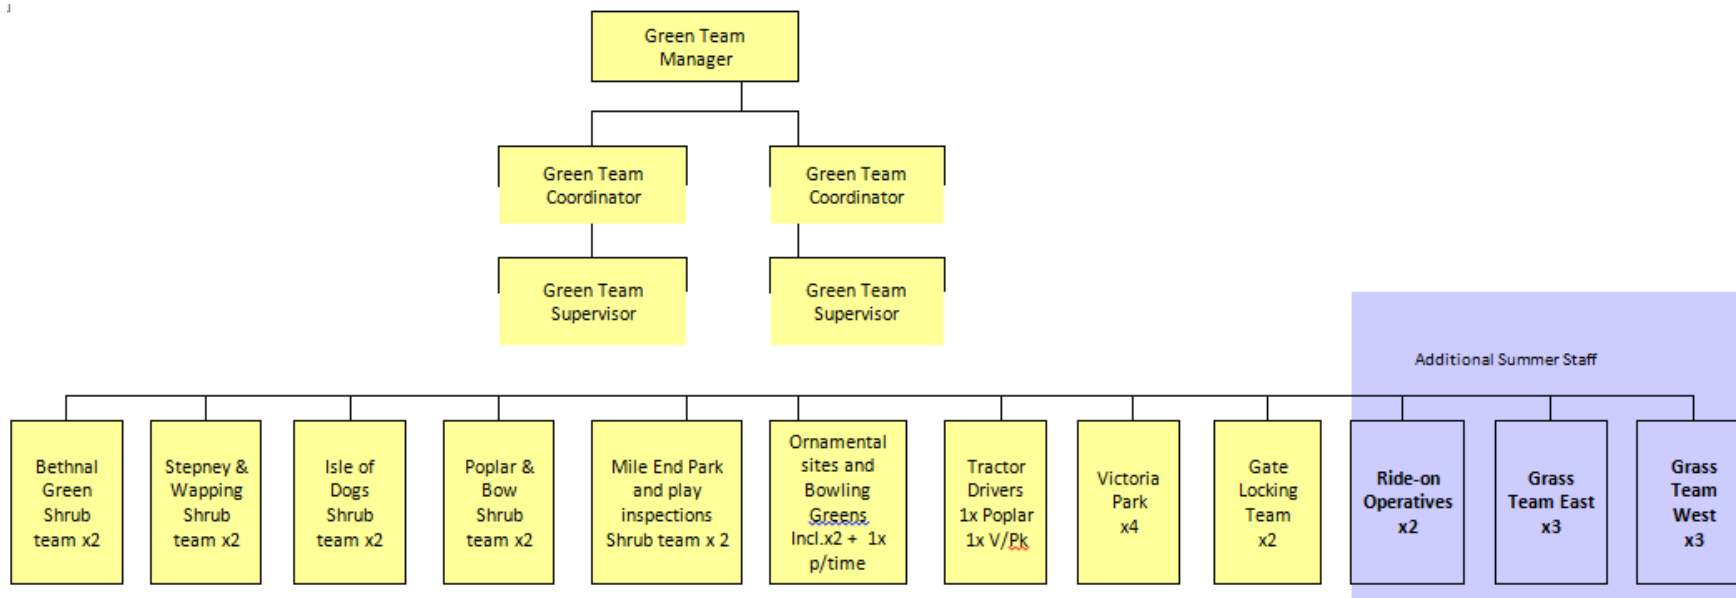 Green Team
Manager
Green Team
Coordinator
Green Team
Coordinator
Green Team
Supervisor
Green Team
Supervisor
Additional Summer Staff
Bethnal
Green
Shrub
team x2
Stepney &
Wapping
Shrub
team x2
Isle of
Dogs
Shrub
team x2
Poplar &
Bow
Shrub
team x2
Mile End Park
and play
inspections
Shrub team x 2
Ornamental
sites and
Bowling
Greens
Incl.x2 + 1x
p/time
Tractor
Drivers
1x Poplar
1x V/Pk
Victoria
Park
x4
Gate
Locking
Team
x2
Ride-on
Operatives
x2
Grass
Team East
x3
Grass
Team
West
x3